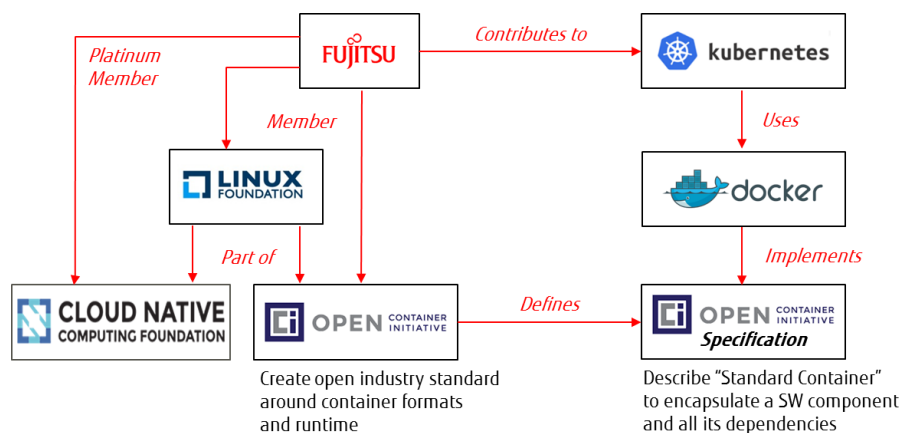 Platinum
Member
FUJITSU
Contributes to
kubernetes
Member
Uses
LINUX
FOUNDATION
docker
Part of
Implements
CLOUD NATIVE
COMPUTING FOUNDATION
Ci OPEN CONTAINER
INITIATIVE
Defines
Ci OPEN CONTAINER
INITIATIVE
Specification
Create open industry standard
around container formats
and runtime
Describe “Standard Container”
to encapsulate a SW component
and all its dependencies